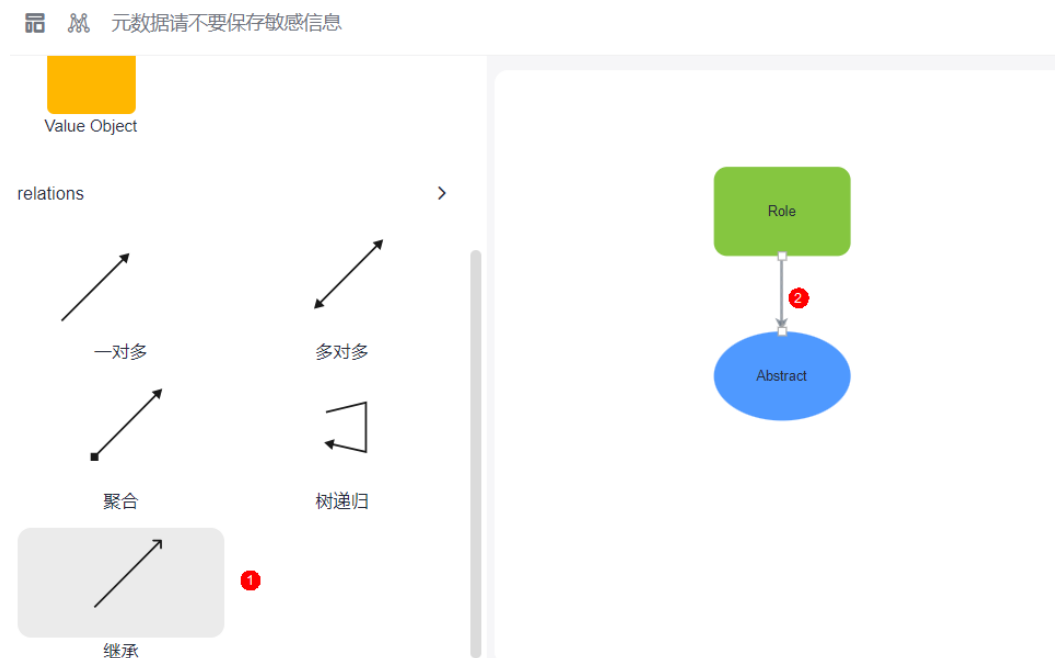 元数据请不要保存敏感信息
Value Object
relations
一对多
多对多
聚合
树递归
1
继承
Role
2
Abstract